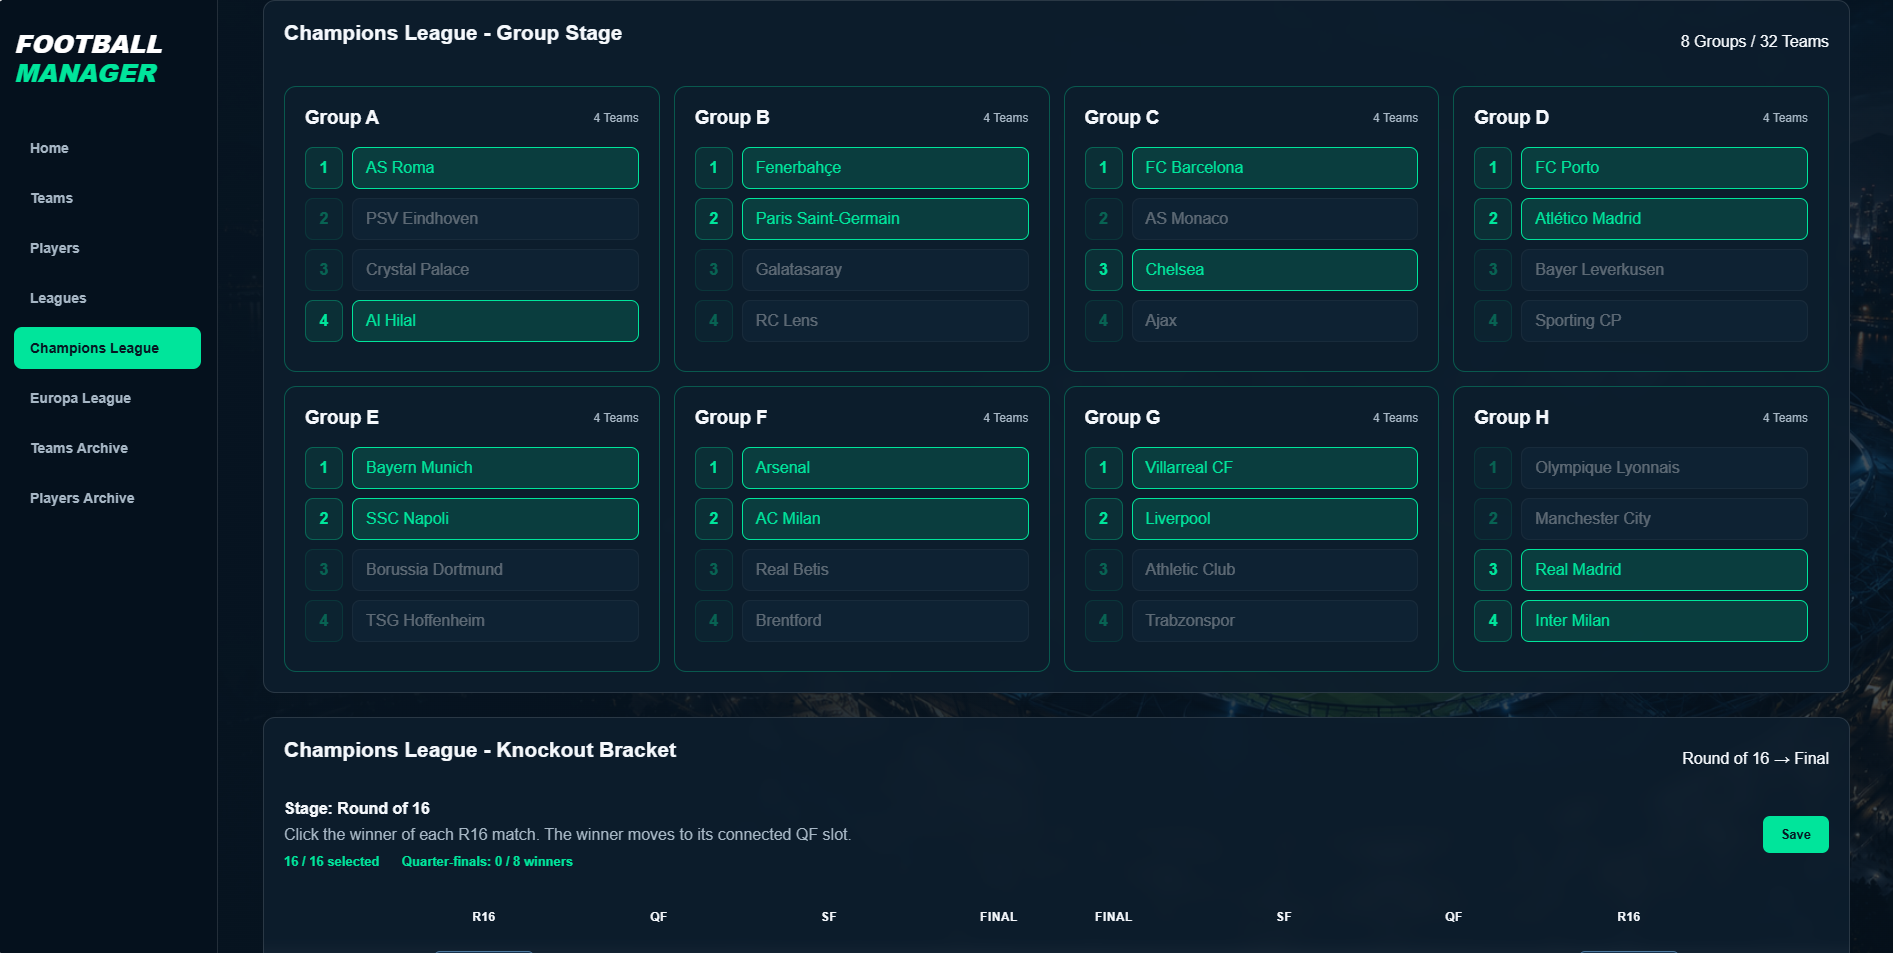 FOOTBALL
MANAGER
Home
Teams
Players
Leagues
Champions League
Europa League
Teams Archive
Players Archive
Champions League - Group Stage
8 Groups / 32 Teams
Group A
4 Teams
1 AS Roma
2 PSV Eindhoven
3 Crystal Palace
4 Al Hilal
Group B
4 Teams
1 Fenerbahçe
2 Paris Saint-Germain
3 Galatasaray
4 RC Lens
Group C
4 Teams
1 FC Barcelona
2 AS Monaco
3 Chelsea
4 Ajax
Group D
4 Teams
1 FC Porto
2 Atlético Madrid
3 Bayer Leverkusen
4 Sporting CP
Group E
4 Teams
1 Bayern Munich
2 SSC Napoli
3 Borussia Dortmund
4 TSG Hoffenheim
Group F
4 Teams
1 Arsenal
2 AC Milan
3 Real Betis
4 Brentford
Group G
4 Teams
1 Villarreal CF
2 Liverpool
3 Athletic Club
4 Trabzonspor
Group H
4 Teams
1 Olympique Lyonnais
2 Manchester City
3 Real Madrid
4 Inter Milan
Champions League - Knockout Bracket
Round of 16 → Final
Stage: Round of 16
Click the winner of each R16 match. The winner moves to its connected QF slot.
16 / 16 selected Quarter-finals: 0 / 8 winners
Save
R16 QF SF FINAL FINAL SF QF R16